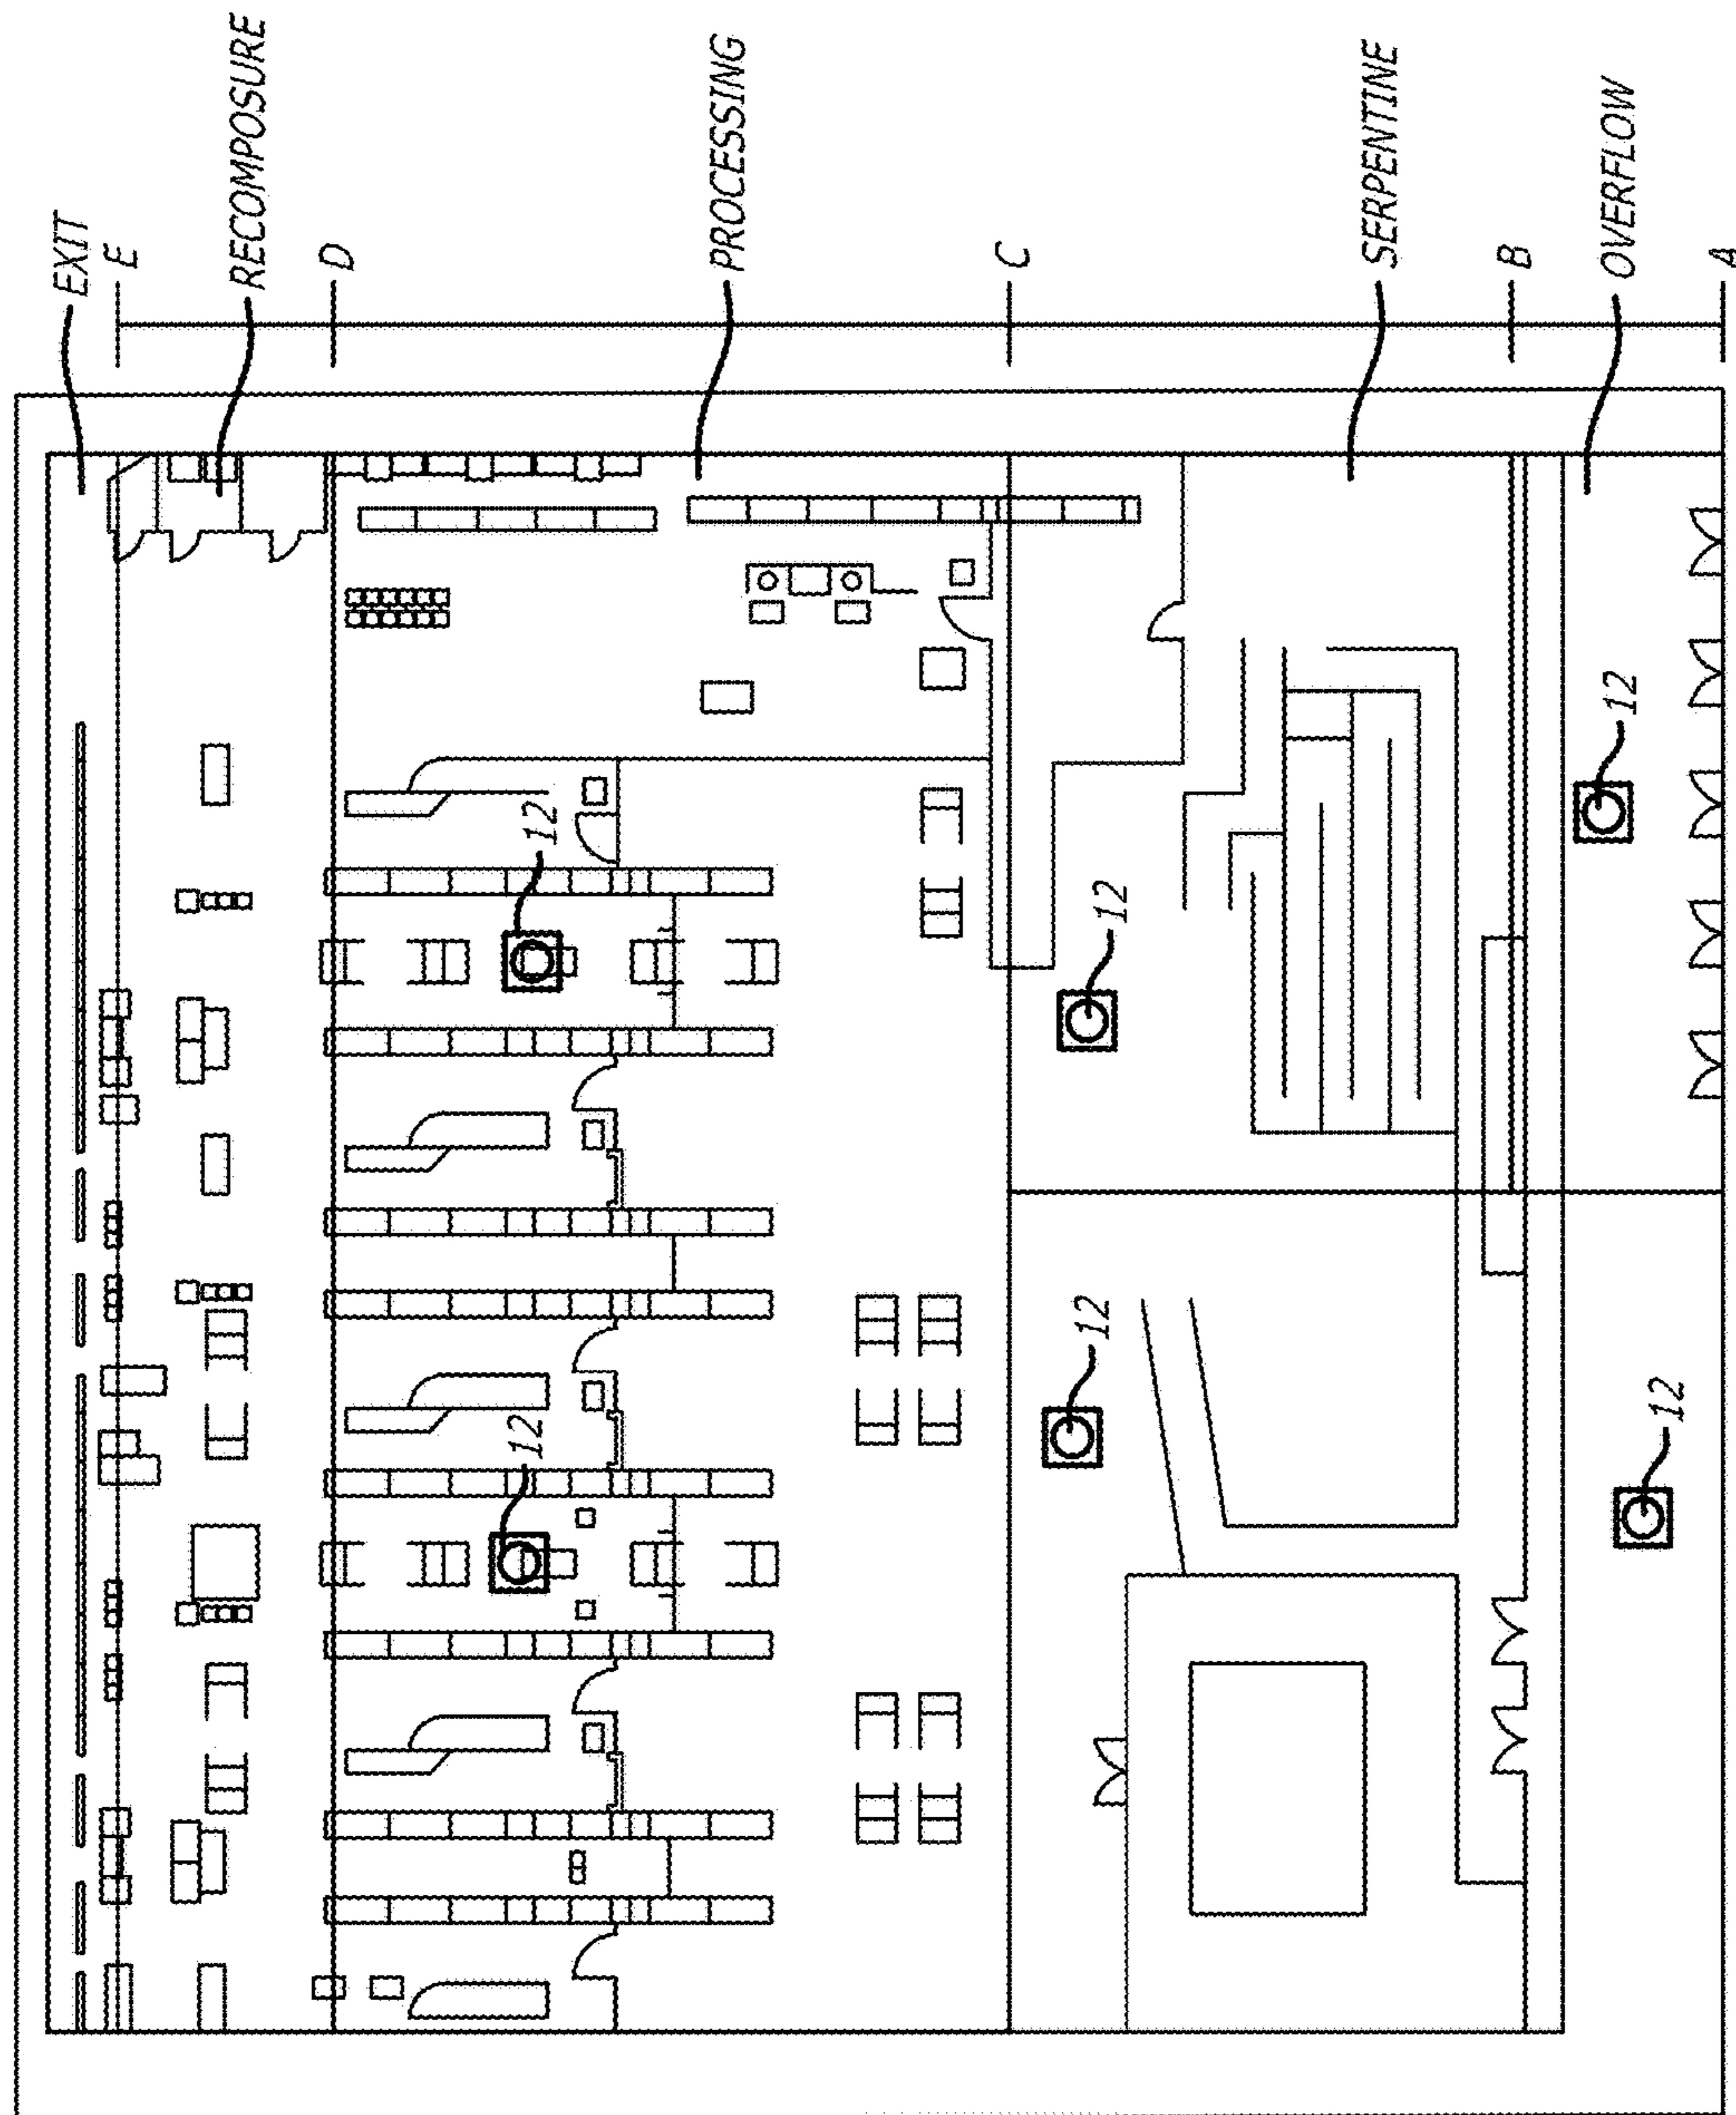 EXIT
E
RECOMPOSURE
D
PROCESSING
C
SERPENTINE
B
OVERFLOW
A
12
12
12
12
12
12